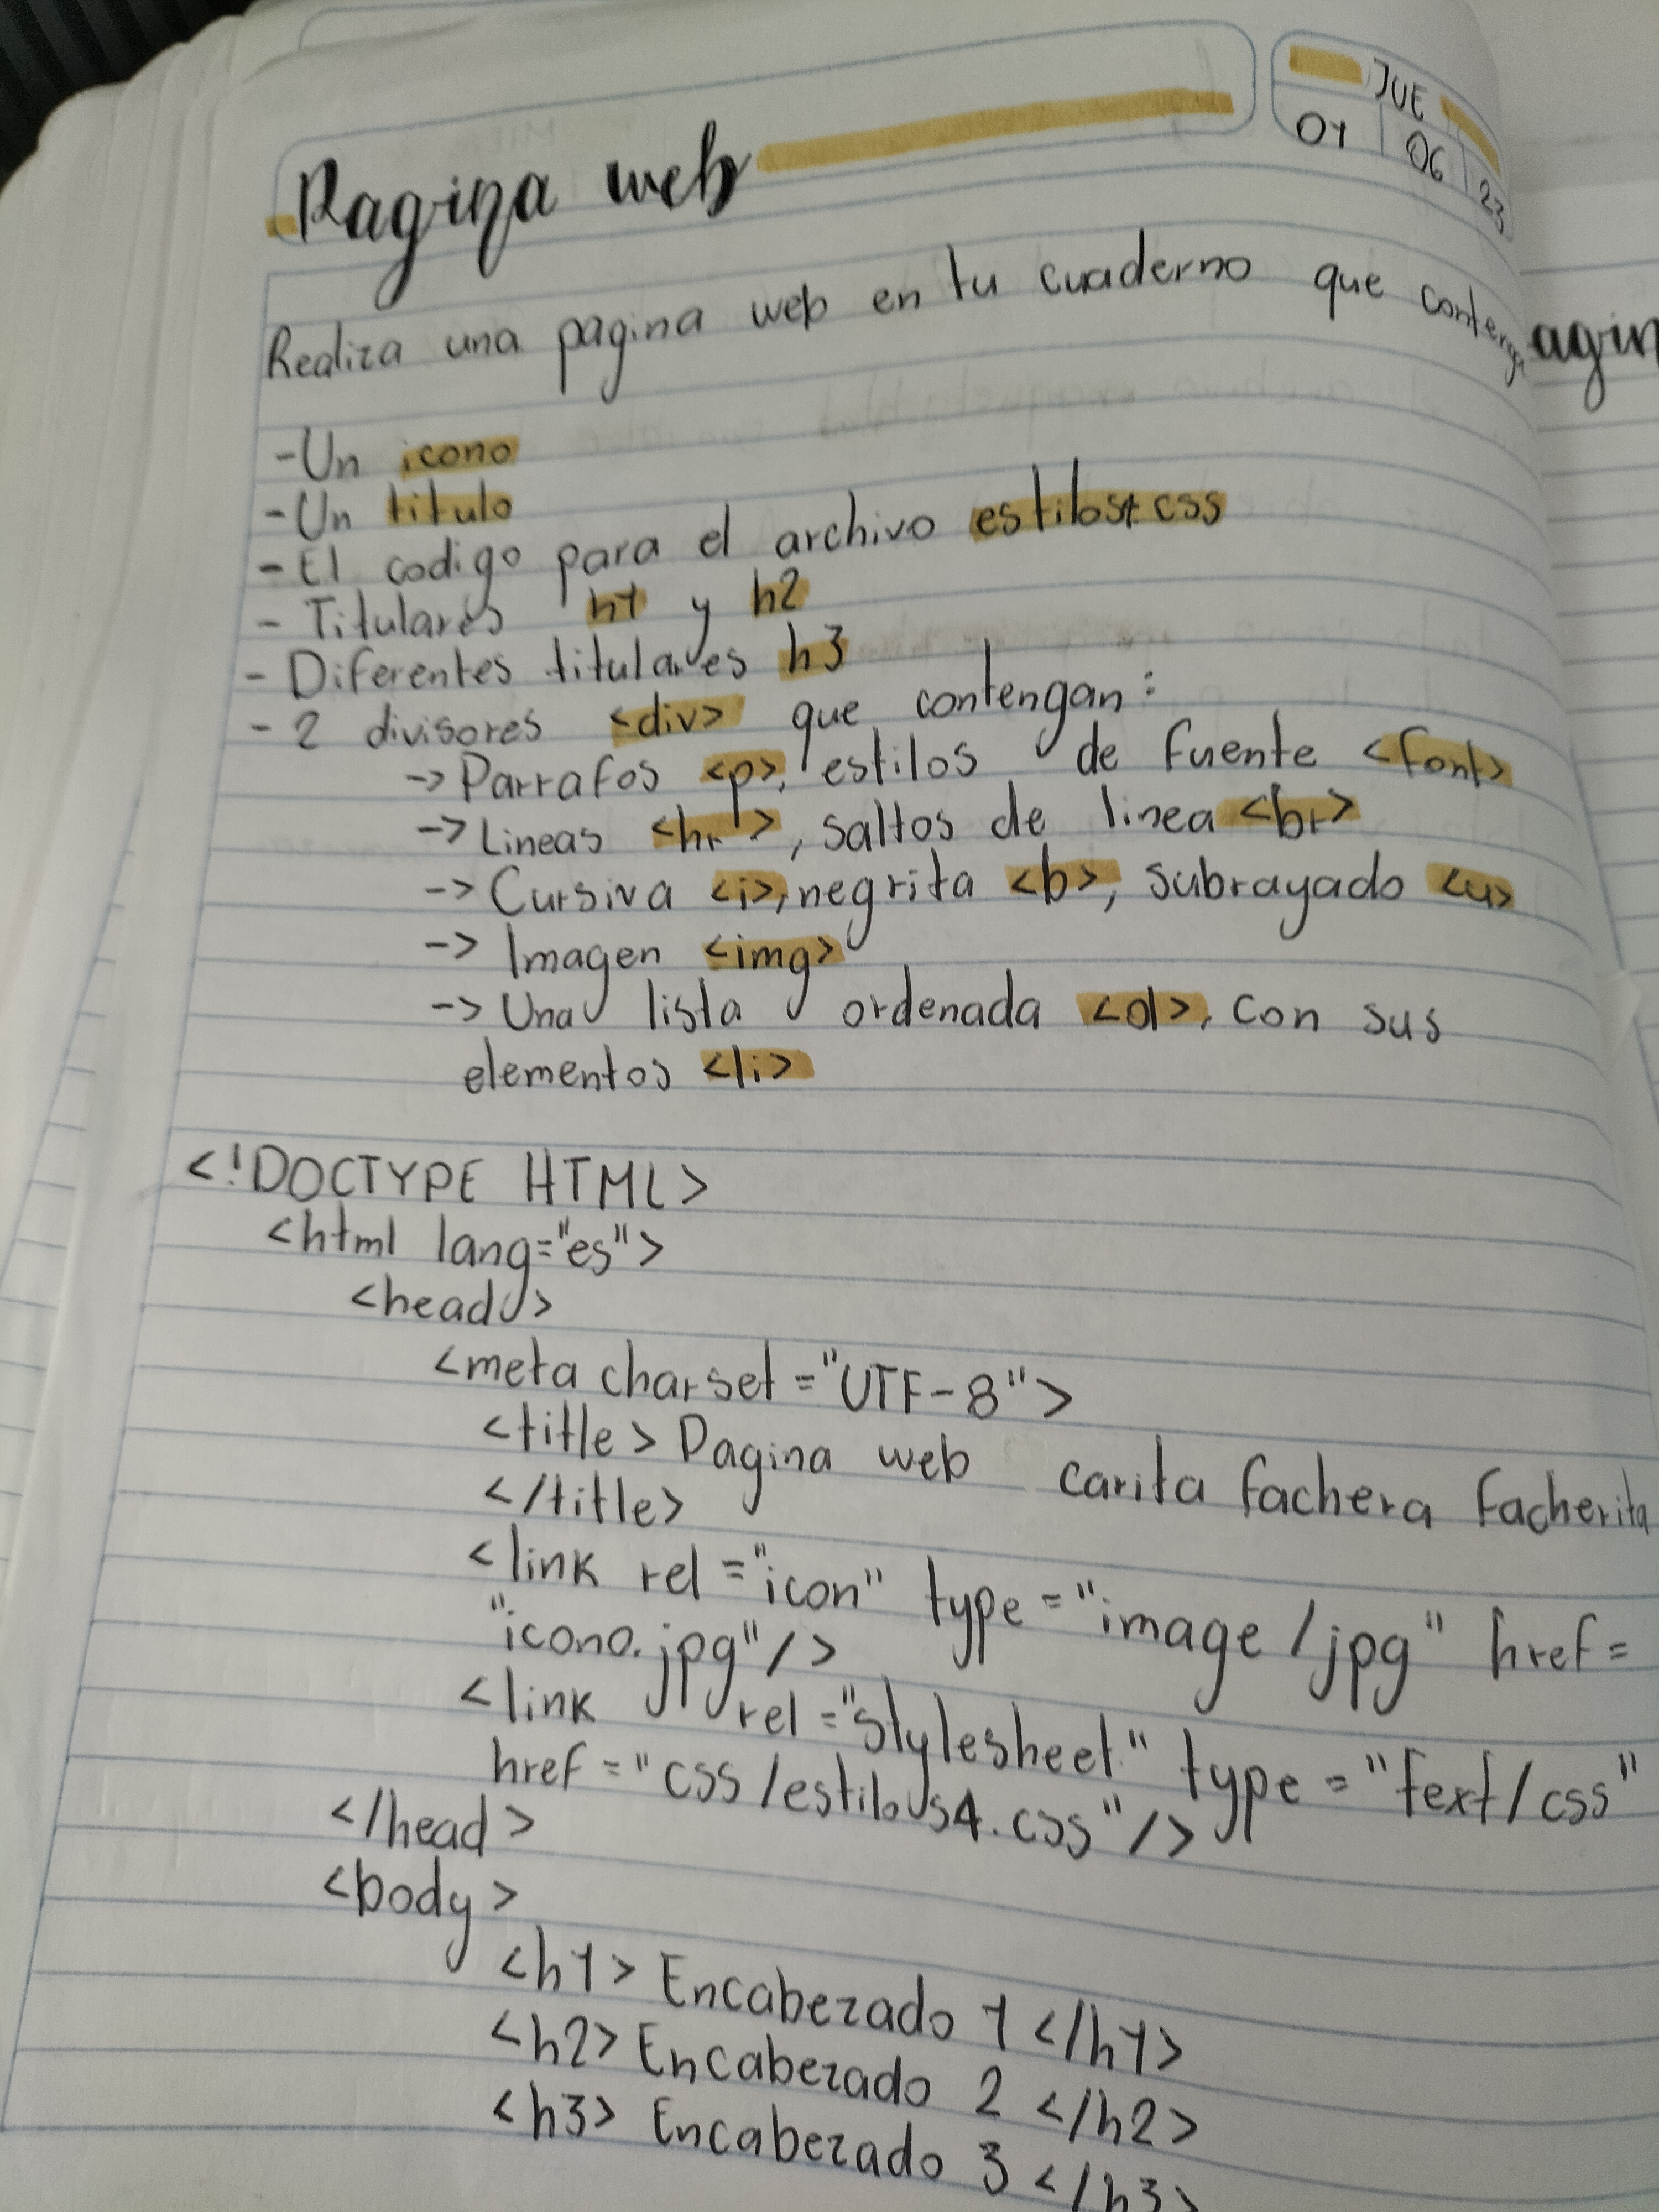 JUE
Pagina web
01 06 23
Realiza una pagina web en tu cuaderno que contenga
agin
-Un icono
-Un titulo
-El codigo para el archivo estilos4 css
- Titulares h1 y h2
- Diferentes titulares h3
- 2 divisores <div> que contengan:
-> Parrafos <p>, estilos de fuente <font>
-> Lineas <hr>, saltos de linea <br>
-> Cursiva <i>, negrita <b>, subrayado <u>
-> Imagen <img>
-> Una lista ordenada <ol>, con sus
elementos <li>
<!DOCTYPE HTML>
<html lang="es">
<head>
<meta charset="UTF-8">
<title> Pagina web carita fachera facherita
</title>
<link rel="icon" type="image/jpg" href=
"icono.jpg"/>
<link rel="stylesheet" type="text/css"
href="css/estilos4.css"/>
</head>
<body>
<h1> Encabezado 1 </h1>
<h2> Encabezado 2 </h2>
<h3> Encabezado 3 </h3>